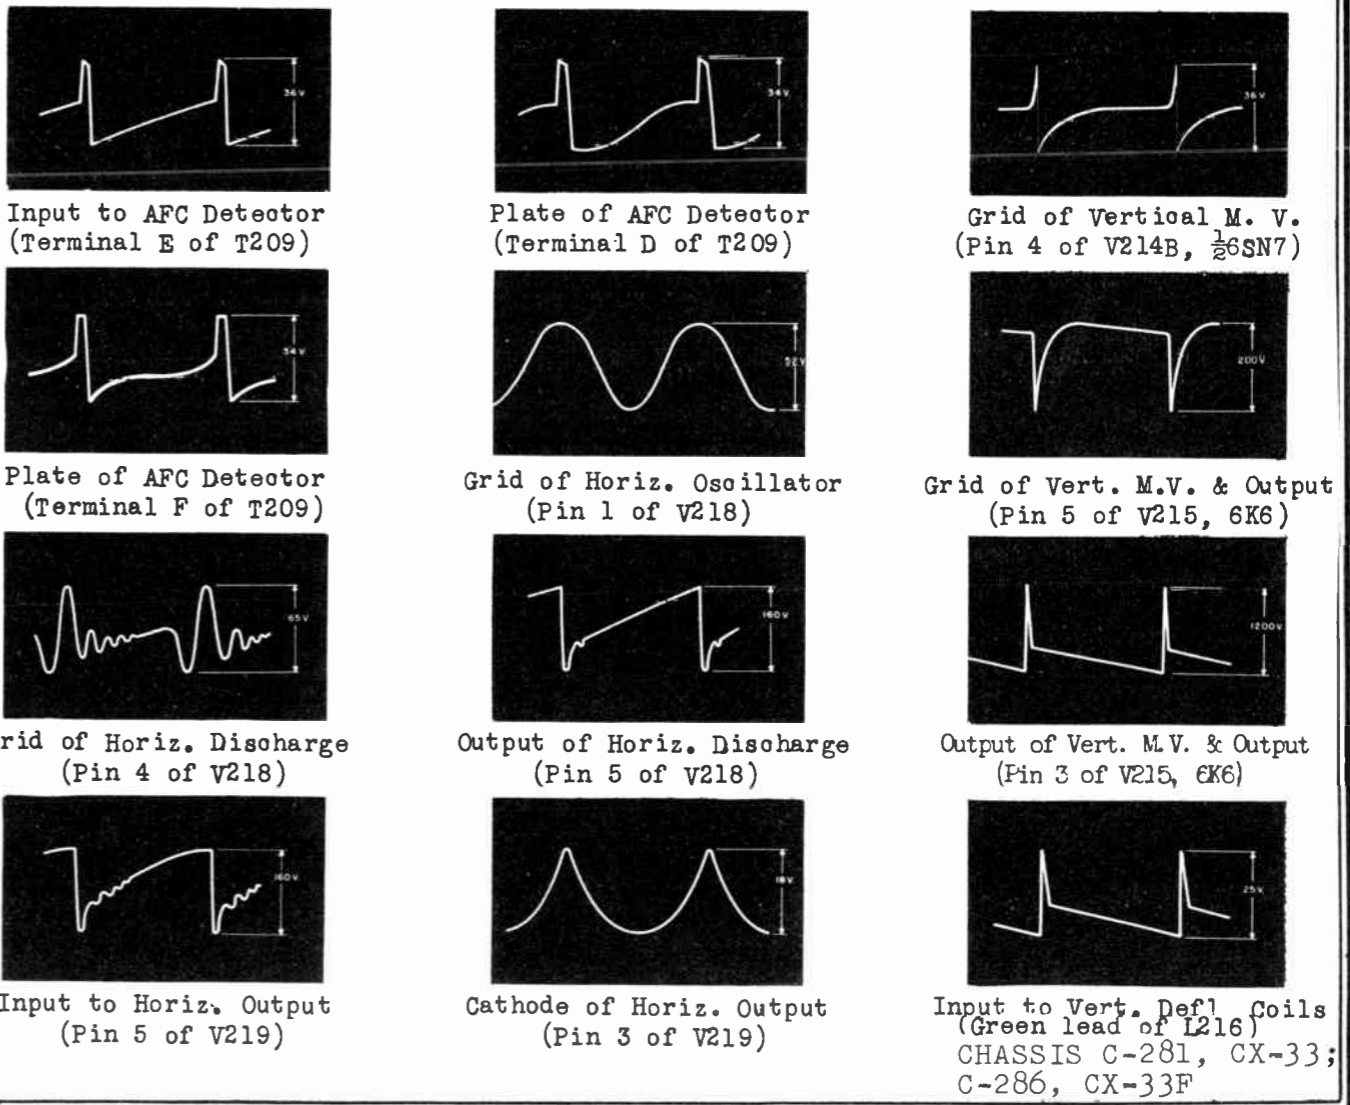 36V
34V
36V
Input to AFC Detector
(Terminal E of T209)
Plate of AFC Detector
(Terminal D of T209)
Grid of Vertical M. V.
(Pin 4 of V214B, ½6SN7)
34V
52V
200V
Plate of AFC Detector
(Terminal F of T209)
Grid of Horiz. Oscillator
(Pin 1 of V218)
Grid of Vert. M.V. & Output
(Pin 5 of V215, 6K6)
65V
160V
1200V
rid of Horiz. Discharge
(Pin 4 of V218)
Output of Horiz. Discharge
(Pin 5 of V218)
Output of Vert. M.V. & Output
(Pin 3 of V215, 6K6)
160V
18V
25V
Input to Horiz. Output
(Pin 5 of V219)
Cathode of Horiz. Output
(Pin 3 of V219)
Input to Vert. Defl. Coils
(Green lead of L216)
CHASSIS C-281, CX-33;
C-286, CX-33F